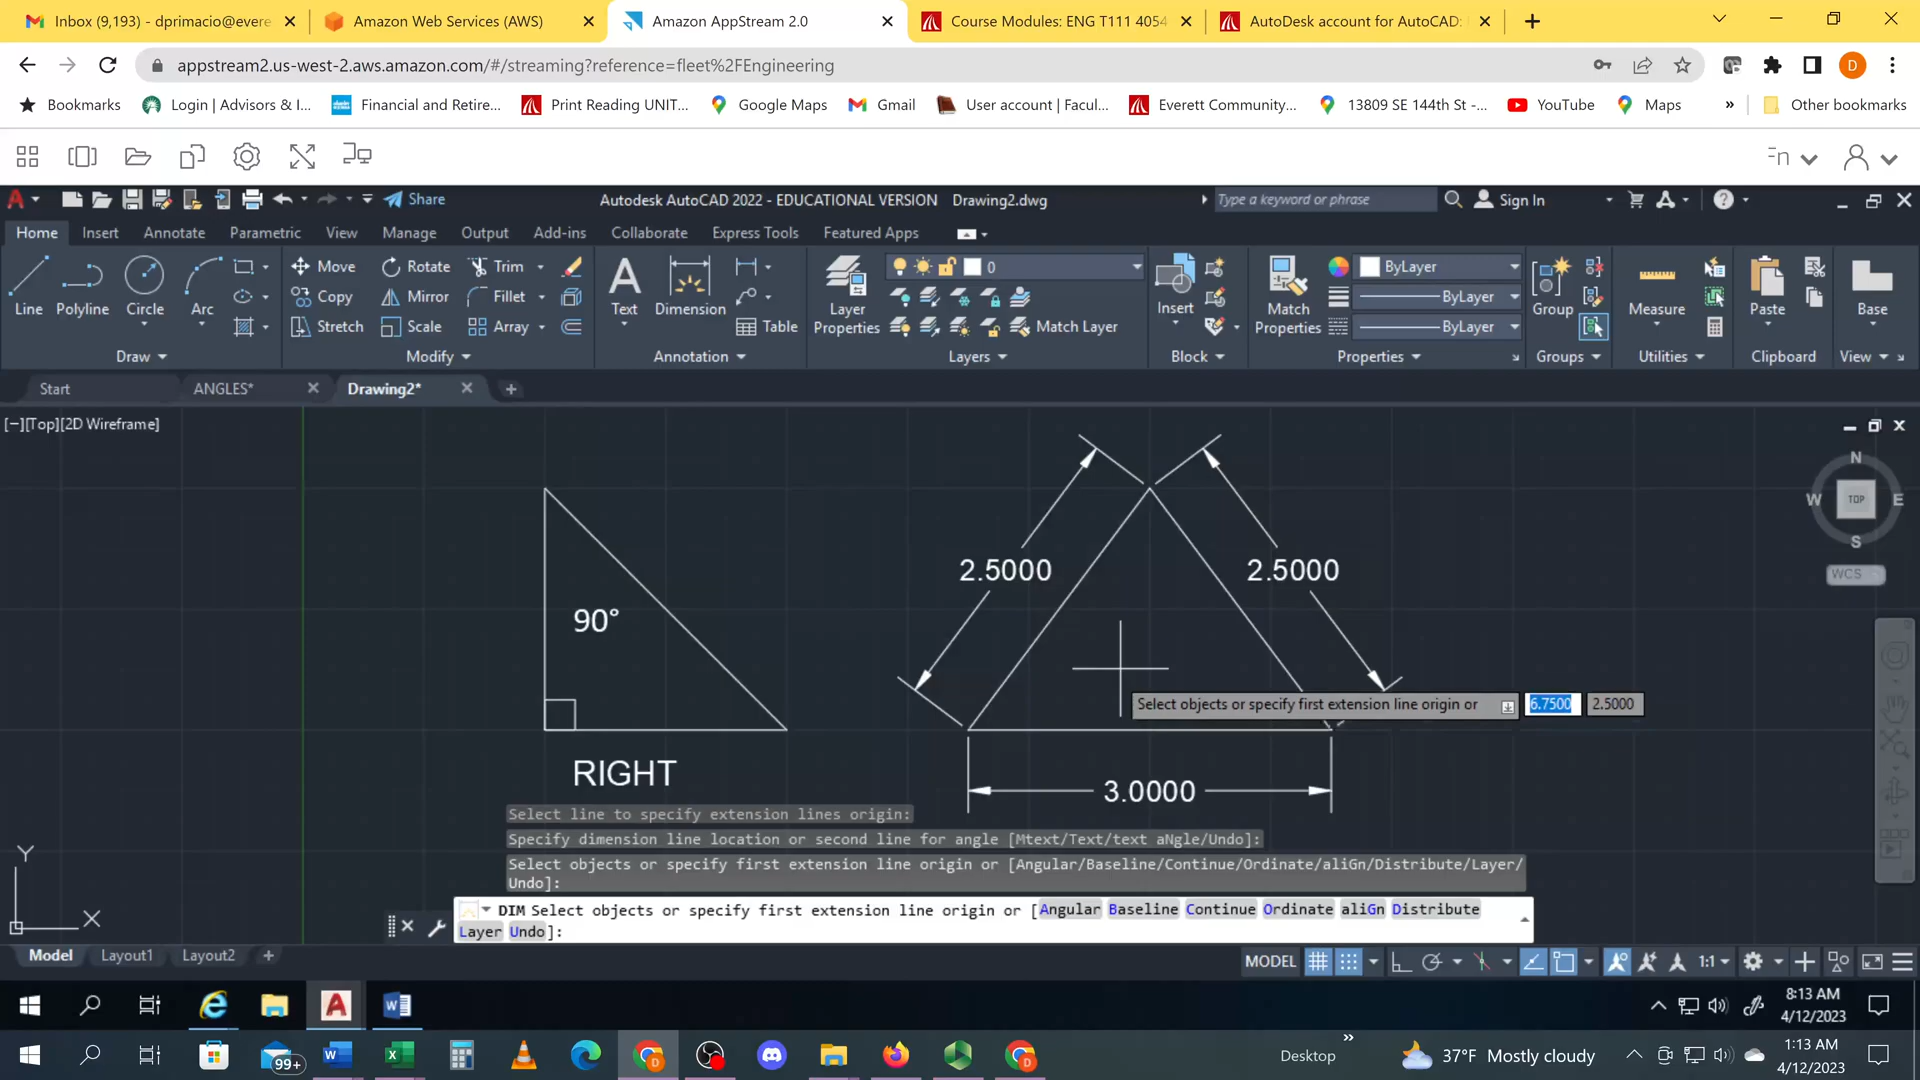 Inbox (9,193) - dprimacio@evere
Amazon Web Services (AWS)
Amazon AppStream 2.0
Course Modules: ENG T111 4054
AutoDesk account for AutoCAD:
appstream2.us-west-2.aws.amazon.com/#/streaming?reference=fleet%2FEngineering
D
Bookmarks
Login | Advisors & I...
Financial and Retire...
Print Reading UNIT...
Google Maps
Gmail
User account | Facul...
Everett Community...
13809 SE 144th St -...
YouTube
Maps
»
Other bookmarks
Share
Autodesk AutoCAD 2022 - EDUCATIONAL VERSION Drawing2.dwg
Type a keyword or phrase
Sign In
Home Insert Annotate Parametric View Manage Output Add-ins Collaborate Express Tools Featured Apps
Line
Polyline
Circle
Arc
Move
Rotate
Trim
Copy
Mirror
Fillet
Stretch
Scale
Array
Text
Dimension
Table
Layer Properties
0
Match Layer
Insert
Match Properties
ByLayer
ByLayer
ByLayer
Group
Measure
Paste
Base
Draw
Modify
Annotation
Layers
Block
Properties
Groups
Utilities
Clipboard
View
Start
ANGLES*
Drawing2*
[−][Top][2D Wireframe]
N
W
TOP
E
S
WCS
90°
RIGHT
2.5000
2.5000
3.0000
Select objects or specify first extension line origin or
6.7500
2.5000
Select line to specify extension lines origin:
Specify dimension line location or second line for angle [Mtext/Text/text aNgle/Undo]:
Select objects or specify first extension line origin or [Angular/Baseline/Continue/Ordinate/aliGn/Distribute/Layer/
Undo]:
DIM Select objects or specify first extension line origin or [Angular Baseline Continue Ordinate aliGn Distribute
Layer Undo]:
Y
X
Model
Layout1
Layout2
MODEL
1:1
8:13 AM
4/12/2023
99+
Desktop
»
37°F Mostly cloudy
1:13 AM
4/12/2023